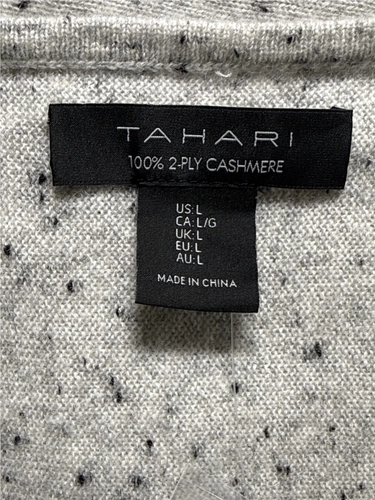 TAHARI
100% 2-PLY CASHMERE
US: L
CA: L/G
UK: L
EU: L
AU: L
MADE IN CHINA